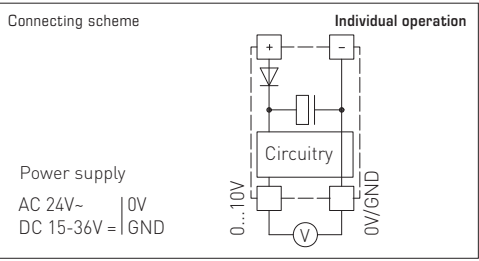 Connecting scheme
Individual operation
+ −
Circuitry
Power supply
AC 24V~ 0V
DC 15-36V = GND
0...10V
0V/GND
V